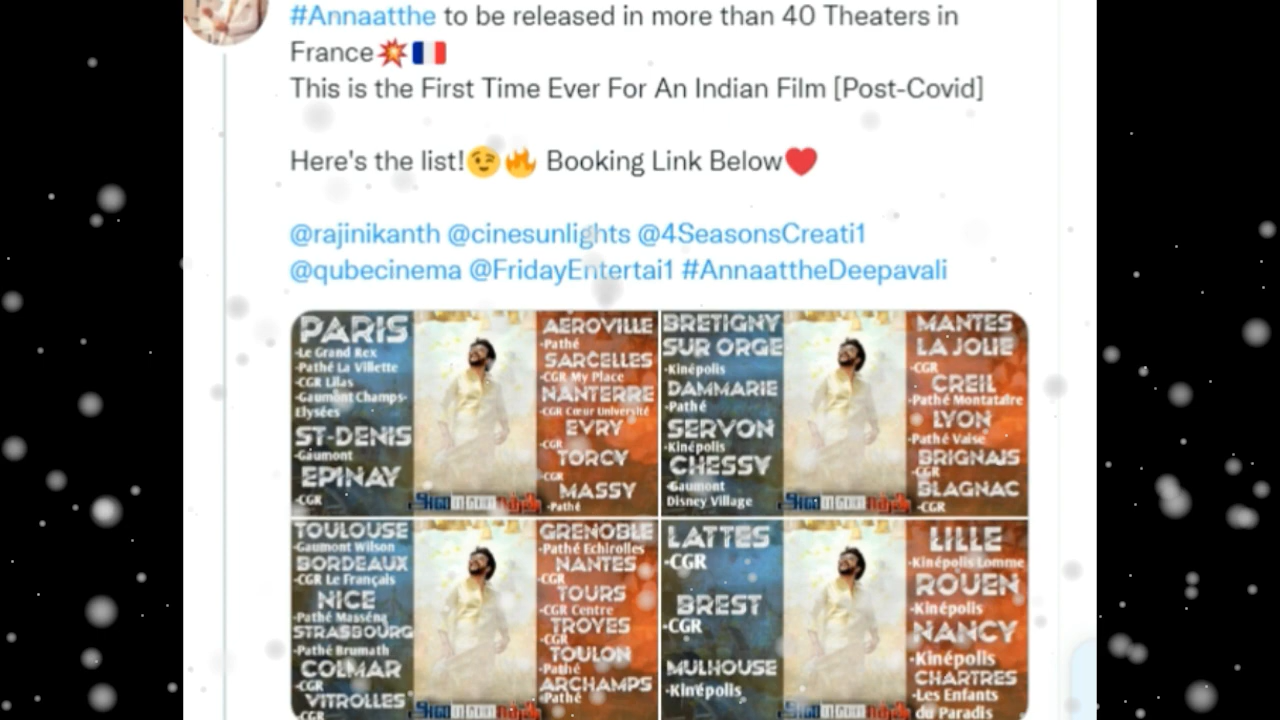 #Annaatthe to be released in more than 40 Theaters in
France💥🇫🇷
This is the First Time Ever For An Indian Film [Post-Covid]
Here's the list!😉🔥 Booking Link Below❤️
@rajinikanth @cinesunlights @4SeasonsCreati1
@qubecinema @FridayEntertai1 #AnnaattheDeepavali
PARIS
-Le Grand Rex
-Pathé La Villette
-CGR Lilas
-Gaumont Champs-
Elysées
ST-DENIS
-Gaumont
EPINAY
-CGR
AEROVILLE
-Pathé
SARCELLES
-CGR My Place
NANTERRE
-CGR Cœur Université
EVRY
-CGR
TORCY
-CGR
MASSY
-Pathé
BRETIGNY
SUR ORGE
-Kinépolis
DAMMARIE
-Pathé
SERVON
-Kinépolis
CHESSY
-Gaumont
Disney Village
MANTES
LA JOLIE
-CGR
CREIL
-Pathé Montataire
LYON
-Pathé Vaise
BRIGNAIS
-CGR
BLAGNAC
-CGR
TOULOUSE
-Gaumont Wilson
BORDEAUX
-CGR Le Français
NICE
-Pathé Masséna
STRASBOURG
-Pathé Brumath
COLMAR
-CGR
VITROLLES
-CGR
GRENOBLE
-Pathé Echirolles
NANTES
-CGR
TOURS
-CGR Centre
TROYES
-CGR
TOULON
-Pathé
ARCHAMPS
-Pathé
LATTES
-CGR
BREST
-CGR
MULHOUSE
-Kinépolis
LILLE
-Kinépolis Lomme
ROUEN
-Kinépolis
NANCY
-Kinépolis
CHARTRES
-Les Enfants
du Paradis